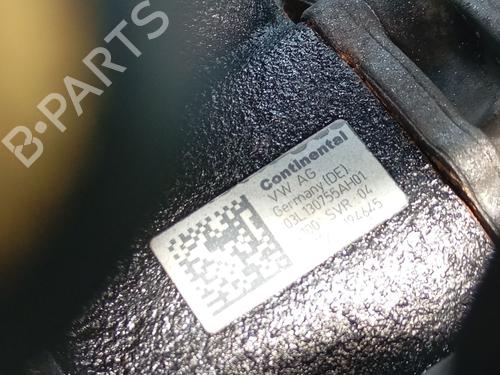 B-PARTS
Continental
VW AG
Germany(DE)
03L130755AH01
SVR: 04